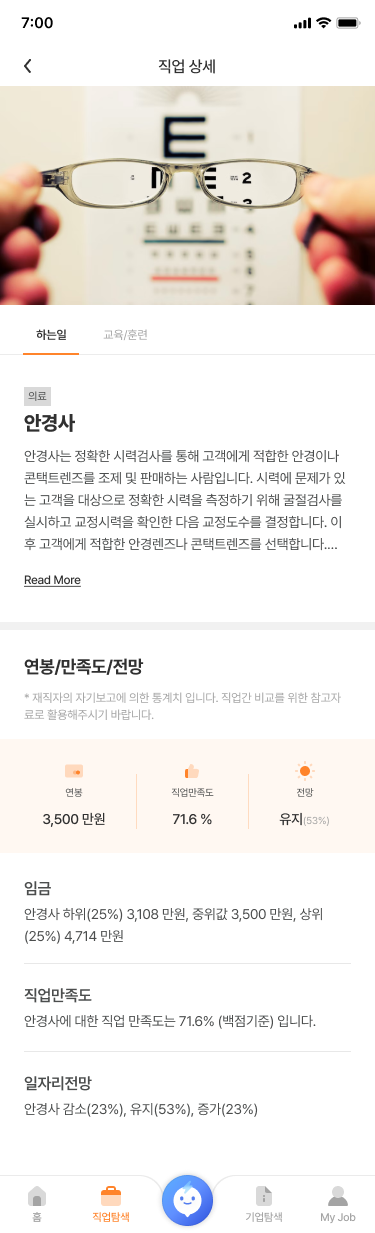 7:00
직업 상세
E
N
2
하는일
교육/훈련
의료
안경사
안경사는 정확한 시력검사를 통해 고객에게 적합한 안경이나
콘택트렌즈를 조제 및 판매하는 사람입니다. 시력에 문제가 있
는 고객을 대상으로 정확한 시력을 측정하기 위해 굴절검사를
실시하고 교정시력을 확인한 다음 교정도수를 결정합니다. 이
후 고객에게 적합한 안경렌즈나 콘택트렌즈를 선택합니다....
Read More
연봉/만족도/전망
* 재직자의 자기보고에 의한 통계치 입니다. 직업간 비교를 위한 참고자
료로 활용해주시기 바랍니다.
연봉
직업만족도
전망
3,500 만원
71.6 %
유지(53%)
임금
안경사 하위(25%) 3,108 만원, 중위값 3,500 만원, 상위
(25%) 4,714 만원
직업만족도
안경사에 대한 직업 만족도는 71.6% (백점기준) 입니다.
일자리전망
안경사 감소(23%), 유지(53%), 증가(23%)
홈
직업탐색
기업탐색
My Job